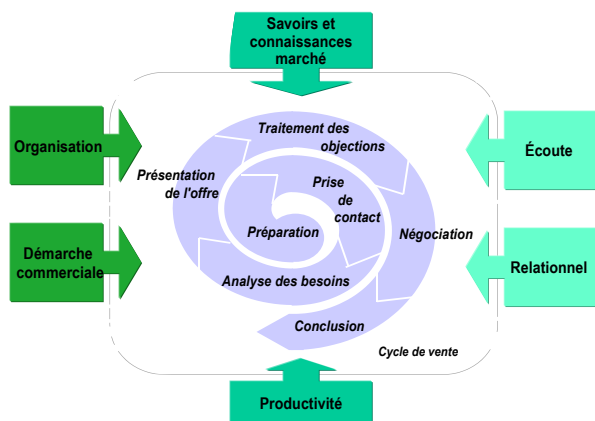 Savoirs et
connaissances
marché
Organisation
Démarche
commerciale
Traitement des
objections
Présentation
de l'offre
Prise
de
contact
Préparation
Négociation
Analyse des besoins
Conclusion
Cycle de vente
Écoute
Relationnel
Productivité